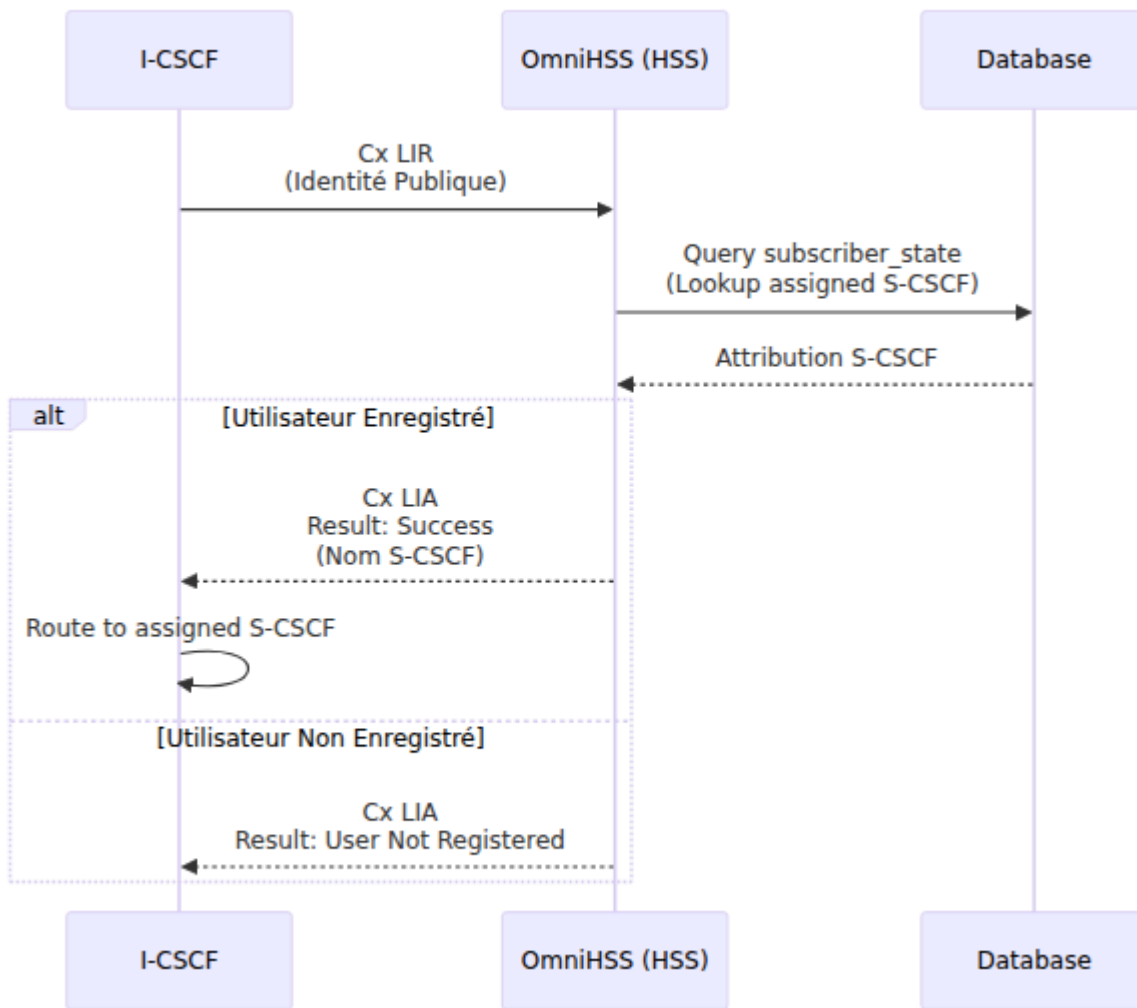 I-CSCF
OmniHSS (HSS)
Database
Cx LIR
(Identité Publique)
Query subscriber_state
(Lookup assigned S-CSCF)
Attribution S-CSCF
alt
[Utilisateur Enregistré]
Cx LIA
Result: Success
(Nom S-CSCF)
Route to assigned S-CSCF
[Utilisateur Non Enregistré]
Cx LIA
Result: User Not Registered
I-CSCF
OmniHSS (HSS)
Database